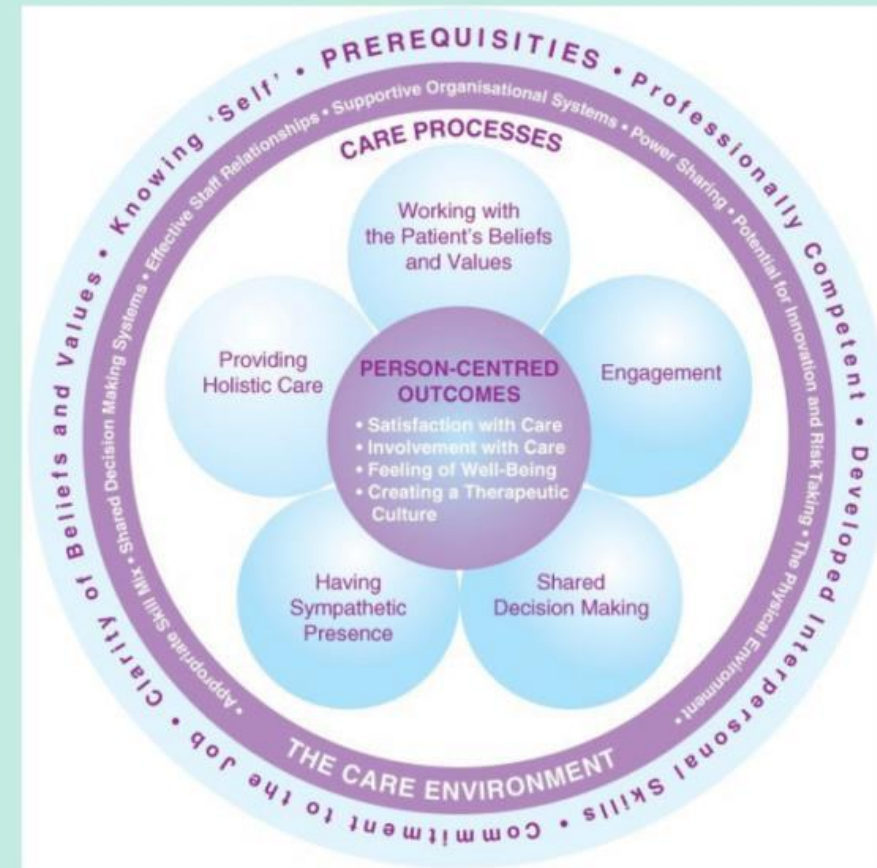 PREREQUISITIES • Professionally Competent • Developed Interpersonal Skills • Commitment to the Job • Clarity of Beliefs and Values • Knowing 'Self' •
• Appropriate Skill Mix • Shared Decision Making Systems • Effective Staff Relationships • Supportive Organisational Systems • Power Sharing • Potential for Innovation and Risk Taking • The Physical Environment •
THE CARE ENVIRONMENT
CARE PROCESSES
Working with
the Patient's Beliefs
and Values
Providing
Holistic Care
Engagement
PERSON-CENTRED
OUTCOMES
• Satisfaction with Care
• Involvement with Care
• Feeling of Well-Being
• Creating a Therapeutic
Culture
Having
Sympathetic
Presence
Shared
Decision Making